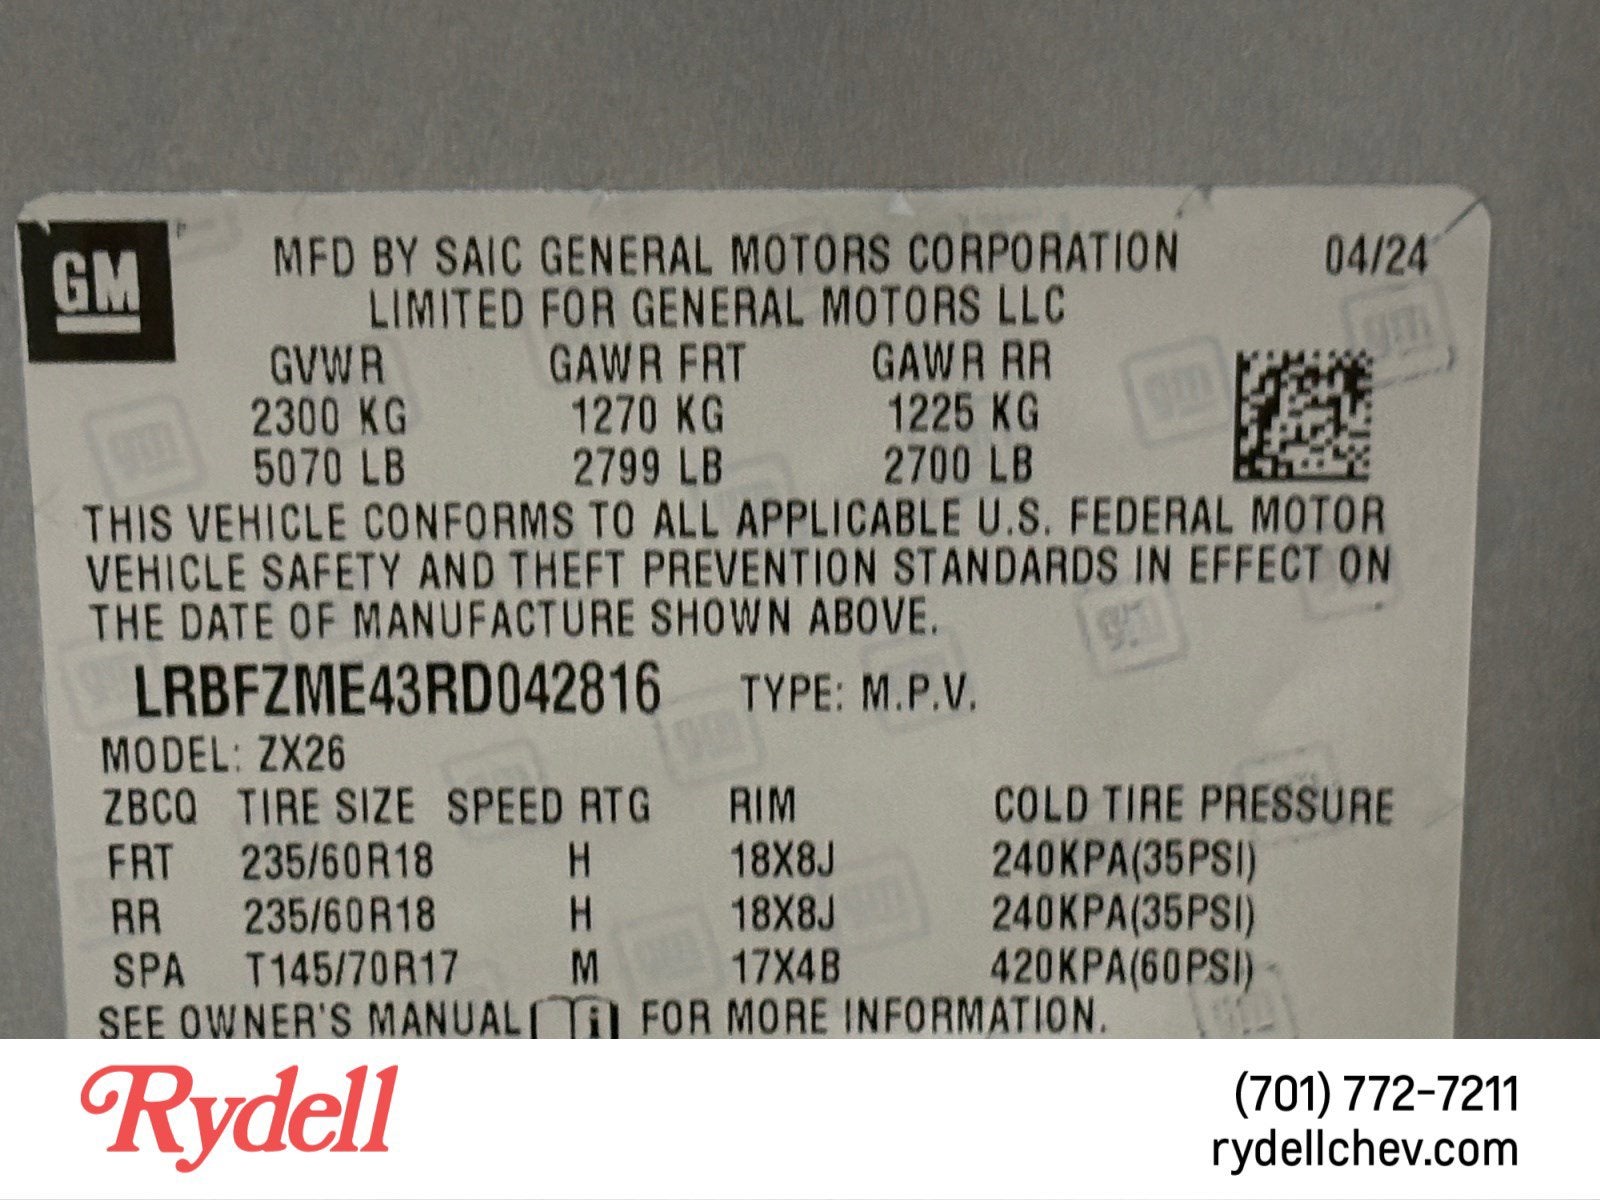 GM
MFD BY SAIC GENERAL MOTORS CORPORATION 04/24
LIMITED FOR GENERAL MOTORS LLC
GVWR GAWR FRT GAWR RR
2300 KG 1270 KG 1225 KG
5070 LB 2799 LB 2700 LB
THIS VEHICLE CONFORMS TO ALL APPLICABLE U.S. FEDERAL MOTOR
VEHICLE SAFETY AND THEFT PREVENTION STANDARDS IN EFFECT ON
THE DATE OF MANUFACTURE SHOWN ABOVE.
LRBFZME43RD042816 TYPE: M.P.V.
MODEL: ZX26
ZBCQ TIRE SIZE SPEED RTG RIM COLD TIRE PRESSURE
FRT 235/60R18 H 18X8J 240KPA(35PSI)
RR 235/60R18 H 18X8J 240KPA(35PSI)
SPA T145/70R17 M 17X4B 420KPA(60PSI)
SEE OWNER'S MANUAL i FOR MORE INFORMATION.
Rydell
(701) 772-7211
rydellchev.com